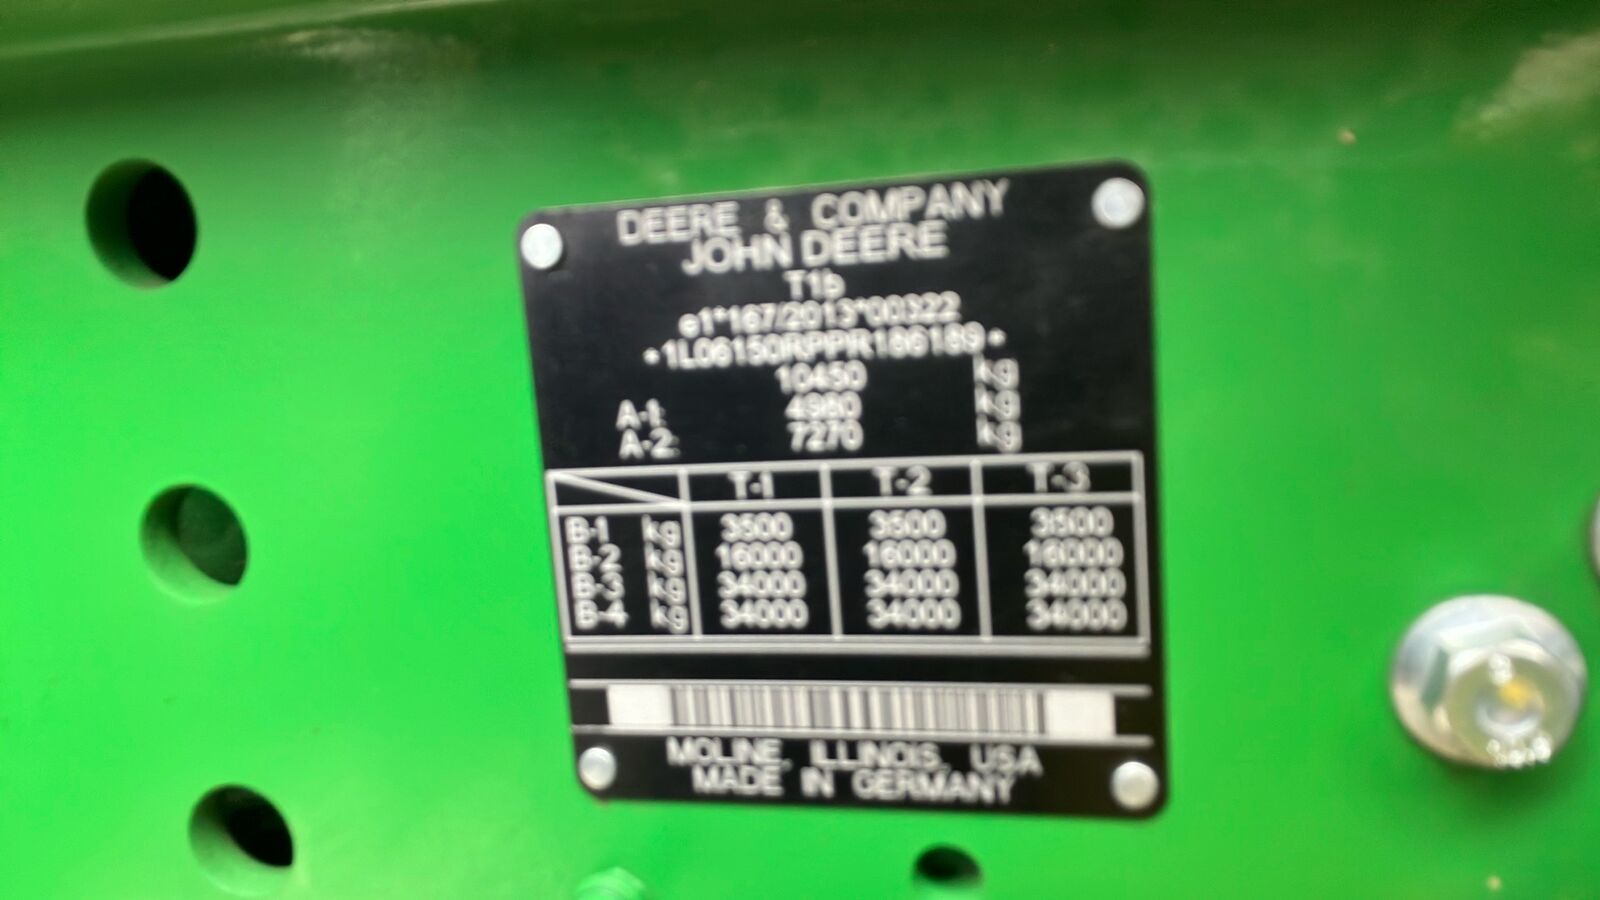 DEERE & COMPANY
JOHN DEERE
T1b
e1*167/2013*00322
*1L06150RPPR186189*
10450 kg
A-1: 4980 kg
A-2: 7270 kg
T-1 T-2 T-3
B-1 kg 3500 3500 3500
B-2 kg 16000 16000 16000
B-3 kg 34000 34000 34000
B-4 kg 34000 34000 34000
MOLINE, ILLINOIS, USA
MADE IN GERMANY